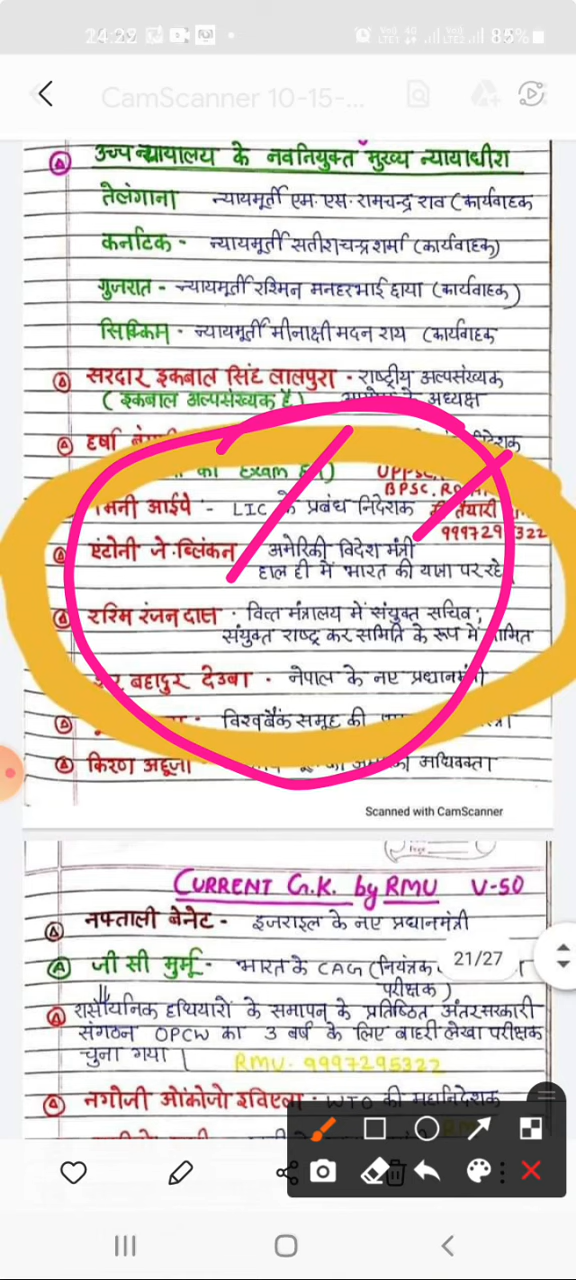 85%
CamScanner 10-15-...
उच्च न्यायालय के नवनियुक्त मुख्य न्यायाधीश
तेलंगाना न्यायमूर्ती एम. एस. रामचन्द्र राव (कार्यवाहक
कर्नाटक - न्यायमूर्ती सतीशचन्द्र शर्मा (कार्यवाहक)
गुजरात - न्यायमूर्ती रश्मिन मनहरभाई छाया (कार्यवाहक)
सिक्किम - न्यायमूर्ती मीनाक्षी मदन राय (कार्यवाहक
सरदार इकबाल सिंह लालपुरा - राष्ट्रीय अल्पसंख्यक
(इकबाल अल्पसंख्यक है) के अध्यक्ष
हर्षा
का Exam UPPSC
BPSC.
मिनी आईपे - LIC के प्रबंध निदेशक तैयारी
एंटोनी जे. ब्लिंकन अमेरिकी विदेश मंत्री
हाल ही में भारत की यात्रा पर रहे
रश्मि रंजन दास - वित्त मंत्रालय में संयुक्त सचिव;
संयुक्त राष्ट्र कर समिति के रूप में
बहादुर देउबा - नेपाल के नए प्रधानमंत्री
विश्वबैंक समूह की
किरण अहूजा
Scanned with CamScanner
CURRENT G.K. by RMU V-50
नफ्ताली बेनेट - इजराइल के नए प्रधानमंत्री
जी सी मुर्मू - भारत के CAG (नियंत्रक
21/27
परीक्षक)
रासायनिक हथियारों के समापन के प्रतिष्ठित अंतरसरकारी
संगठन OPCW का 3 वर्ष के लिए बाहरी लेखा परीक्षक
चुना गया |
RMU. 9997295322
नगोजी ओंकोजो इविएला - WTO की महानिदेशक